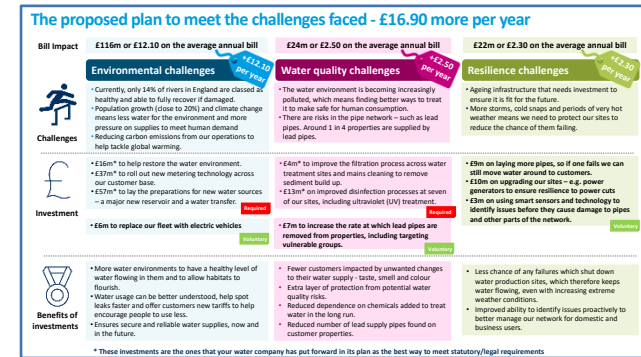 The proposed plan to meet the challenges faced - £16.90 more per year
Bill Impact
£116m or £12.10 on the average annual bill
£24m or £2.50 on the average annual bill
£22m or £2.30 on the average annual bill
+£12.10
per year
+£2.50
per year
+£2.30
per year
Environmental challenges
Water quality challenges
Resilience challenges
Challenges
•Currently, only 14% of rivers in England are classed as
healthy and able to fully recover if damaged.
•Population growth (close to 20%) and climate change
means less water for the environment and more
pressure on supplies to meet human demand
•Reducing carbon emissions from our operations to
help tackle global warming.
•The water environment is becoming increasingly
polluted, which means finding better ways to treat it
to make safe for human consumption.
•There are risks in the pipe network – such as lead
pipes. Around 1 in 4 properties are supplied by
lead pipes.
•Ageing infrastructure that needs investment to
ensure it is fit for the future.
•More storms, cold snaps and periods of very hot
weather means we need to protect our sites to
reduce the chance of them failing.
Investment
•£16m* to help restore the water environment.
•£37m* to roll out new metering technology across
our customer base.
•£57m* to lay the preparations for new water sources
– a major new reservoir and a water transfer.
Required
•£6m to replace our fleet with electric vehicles
Voluntary
•£4m* to improve the filtration process across water
treatment sites and mains cleaning to remove
sediment build up.
•£13m* on improved disinfection processes at seven
of our sites, including ultraviolet (UV) treatment.
Required
•£7m to increase the rate at which lead pipes are
removed from properties, including targeting
vulnerable groups.
Voluntary
•£9m on laying more pipes, so if one fails we can
still move water around to customers.
•£10m on upgrading our sites – e.g. power
generators to ensure resilience to power cuts
•£3m on using smart sensors and technology to
identify issues before they cause damage to pipes
and other parts of the network.
Voluntary
Benefits of
investments
•More water environments to have a healthy level of
water flowing in them and to allow habitats to
flourish.
•Water usage can be better understood, help spot
leaks faster and offer customers new tariffs to help
encourage people to use less.
•Ensures secure and reliable water supplies, now and
in the future.
•Fewer customers impacted by unwanted changes
to their water supply - taste, smell and colour
•Extra layer of protection from potential water
quality risks.
•Reduced dependence on chemicals added to treat
water in the long run.
•Reduced number of lead supply pipes found on
customer properties.
•Less chance of any failures which shut down
water production sites, which therefore keeps
water flowing, even with increasing extreme
weather conditions.
•Improved ability to identify issues proactively to
better manage our network for domestic and
business users.
* These investments are the ones that your water company has put forward in its plan as the best way to meet statutory/legal requirements